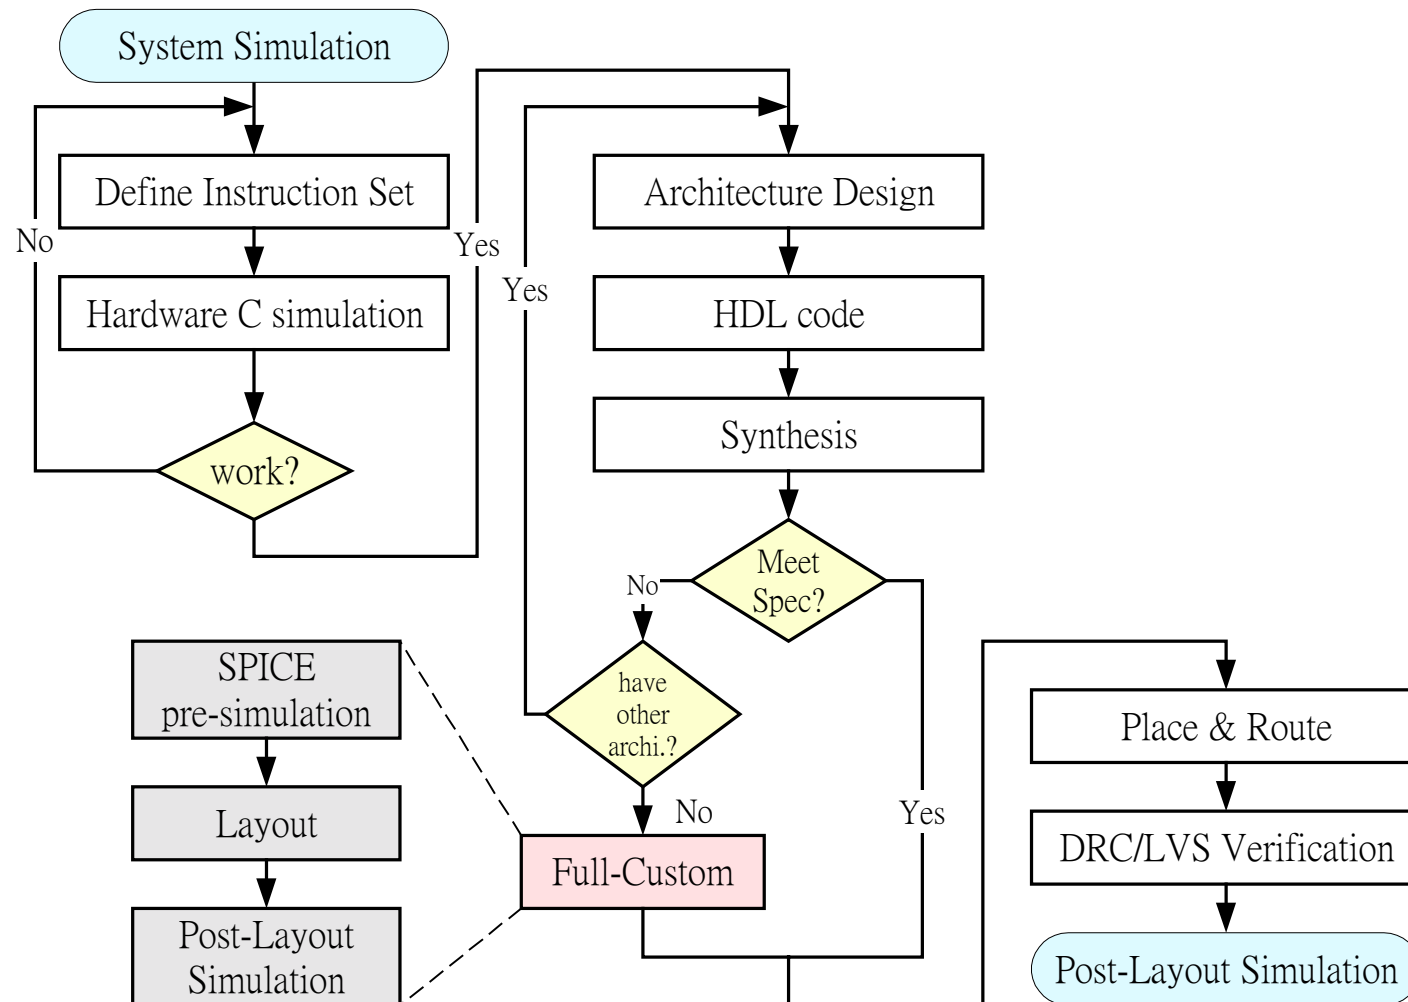 System Simulation
Define Instruction Set
No
Hardware C simulation
work?
Yes
Architecture Design
Yes
HDL code
Synthesis
Meet
Spec?
No
have
other
archi.?
No
Yes
Full-Custom
SPICE
pre-simulation
Layout
Post-Layout
Simulation
Place & Route
DRC/LVS Verification
Post-Layout Simulation